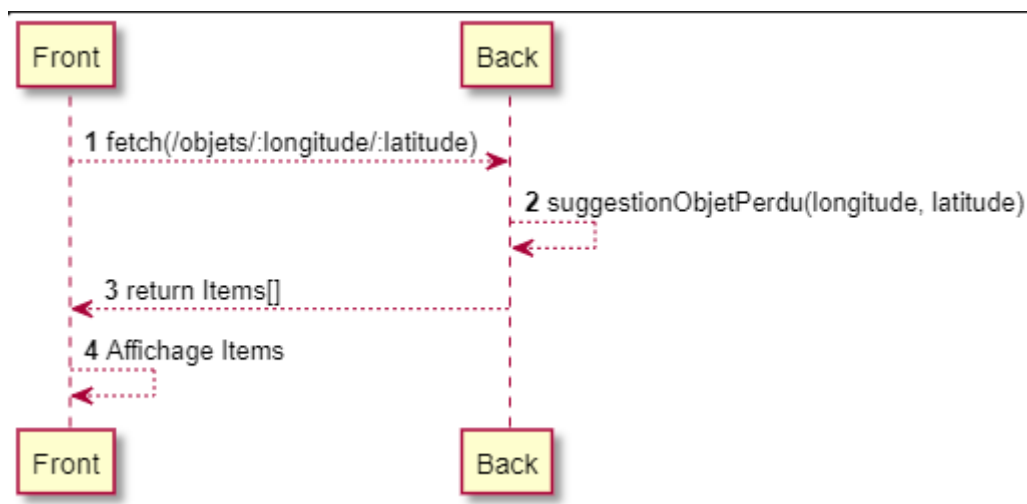 Front
Back
1 fetch(/objets/:longitude/:latitude)
2 suggestionObjetPerdu(longitude, latitude)
3 return Items[]
4 Affichage Items
Front
Back